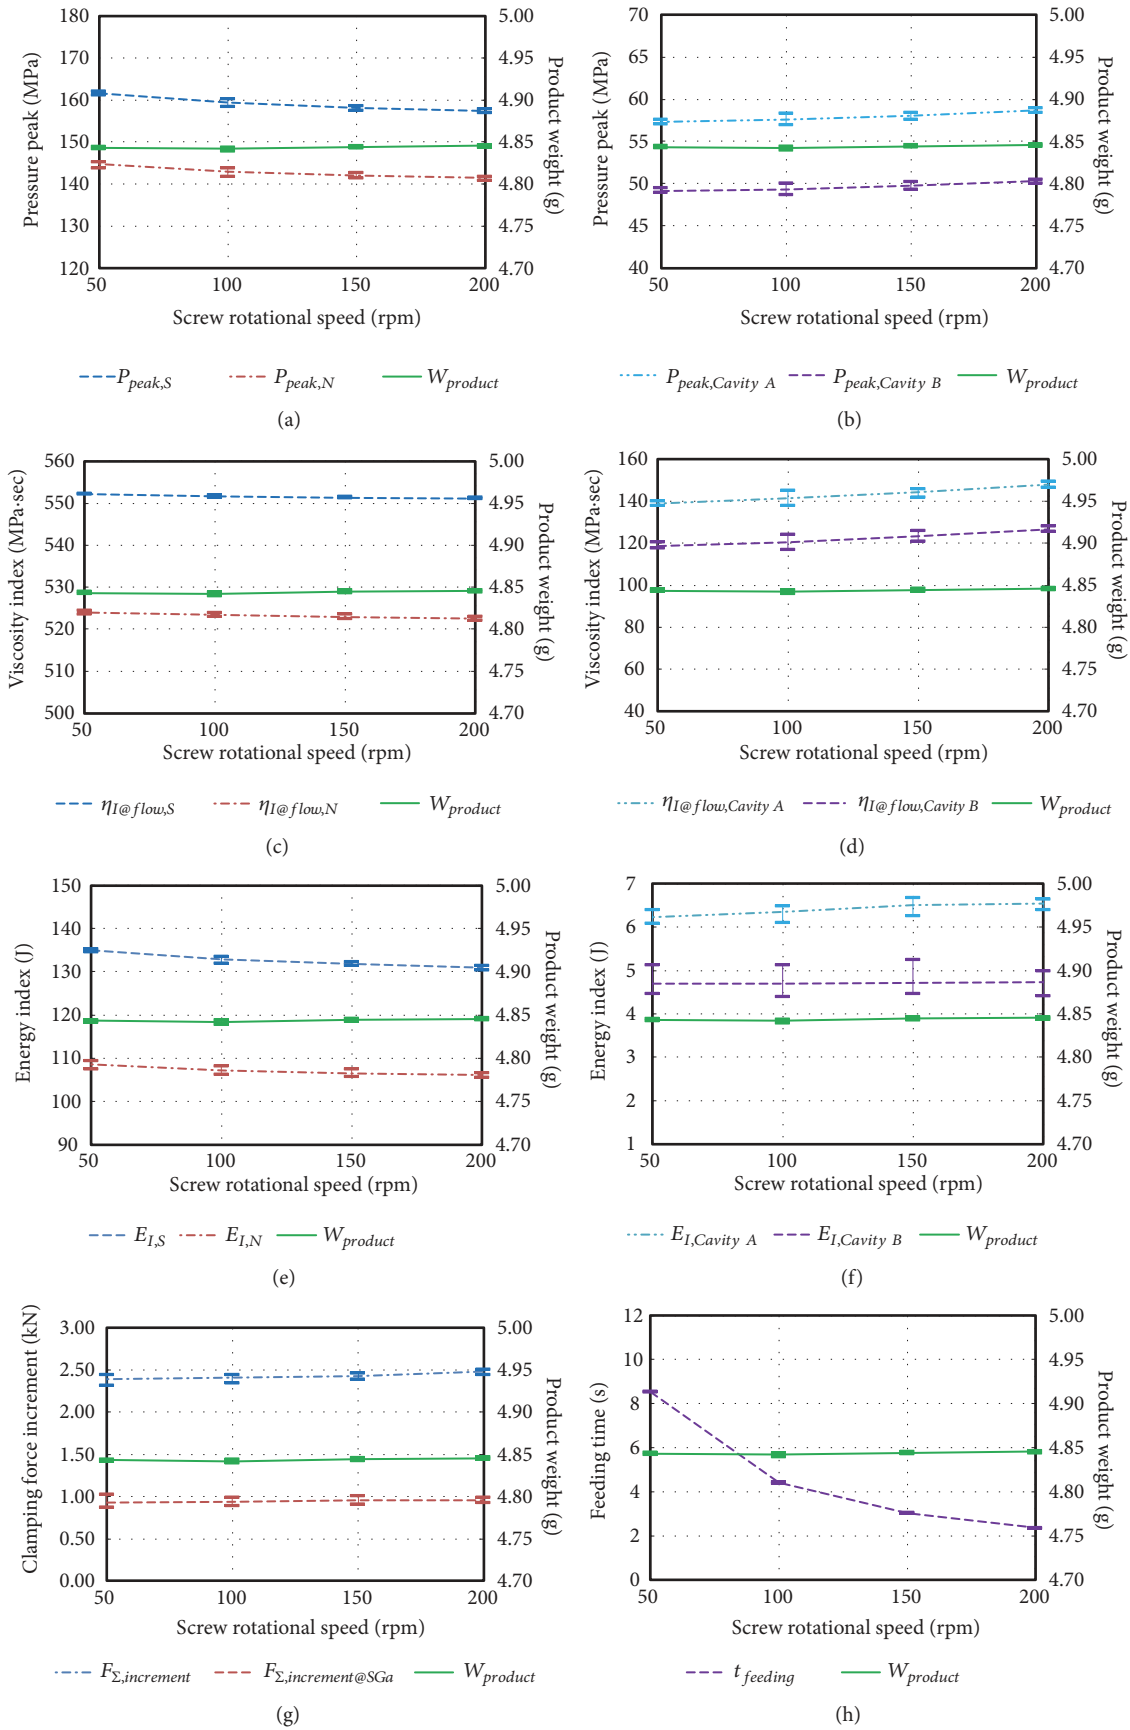 180
170
160
150
140
130
120
Pressure peak (MPa)
5.00
4.95
4.90
4.85
4.80
4.75
4.70
Product weight (g)
50 100 150 200
Screw rotational speed (rpm)
P_peak,S P_peak,N W_product
(a)
70
65
60
55
50
45
40
Pressure peak (MPa)
5.00
4.95
4.90
4.85
4.80
4.75
4.70
Product weight (g)
50 100 150 200
Screw rotational speed (rpm)
P_peak,Cavity A P_peak,Cavity B W_product
(b)
560
550
540
530
520
510
500
Viscosity index (MPa·sec)
5.00
4.95
4.90
4.85
4.80
4.75
4.70
Product weight (g)
50 100 150 200
Screw rotational speed (rpm)
η_I@flow,S η_I@flow,N W_product
(c)
160
140
120
100
80
60
40
Viscosity index (MPa·sec)
5.00
4.95
4.90
4.85
4.80
4.75
4.70
Product weight (g)
50 100 150 200
Screw rotational speed (rpm)
η_I@flow,Cavity A η_I@flow,Cavity B W_product
(d)
150
140
130
120
110
100
90
Energy index (J)
5.00
4.95
4.90
4.85
4.80
4.75
4.70
Product weight (g)
50 100 150 200
Screw rotational speed (rpm)
E_I,S E_I,N W_product
(e)
7
6
5
4
3
2
1
Energy index (J)
5.00
4.95
4.90
4.85
4.80
4.75
4.70
Product weight (g)
50 100 150 200
Screw rotational speed (rpm)
E_I,Cavity A E_I,Cavity B W_product
(f)
3.00
2.50
2.00
1.50
1.00
0.50
0.00
Clamping force increment (kN)
5.00
4.95
4.90
4.85
4.80
4.75
4.70
Product weight (g)
50 100 150 200
Screw rotational speed (rpm)
F_Σ,increment F_Σ,increment@SGa W_product
(g)
12
10
8
6
4
2
0
Feeding time (s)
5.00
4.95
4.90
4.85
4.80
4.75
4.70
Product weight (g)
50 100 150 200
Screw rotational speed (rpm)
t_feeding W_product
(h)